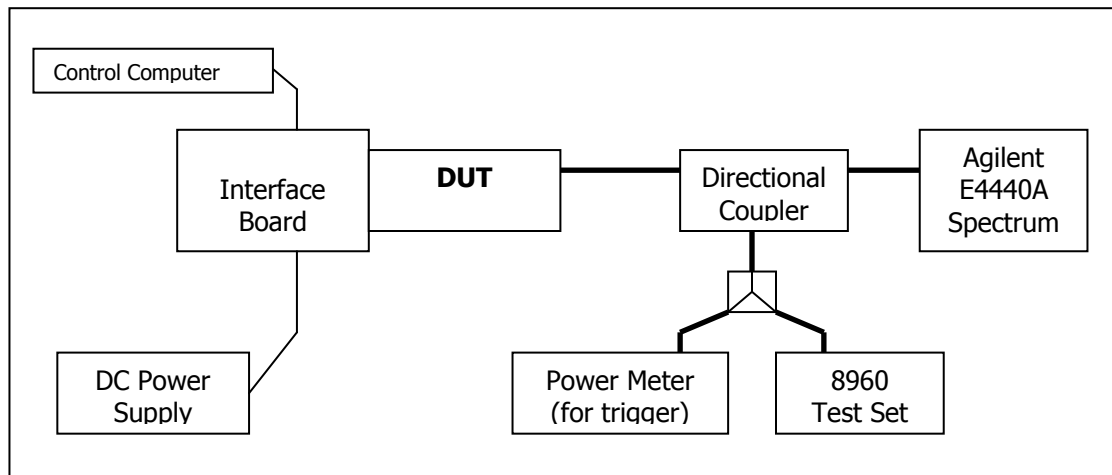 Control Computer
Interface
Board
DUT
Directional
Coupler
Agilent
E4440A
Spectrum
DC Power
Supply
Power Meter
(for trigger)
8960
Test Set